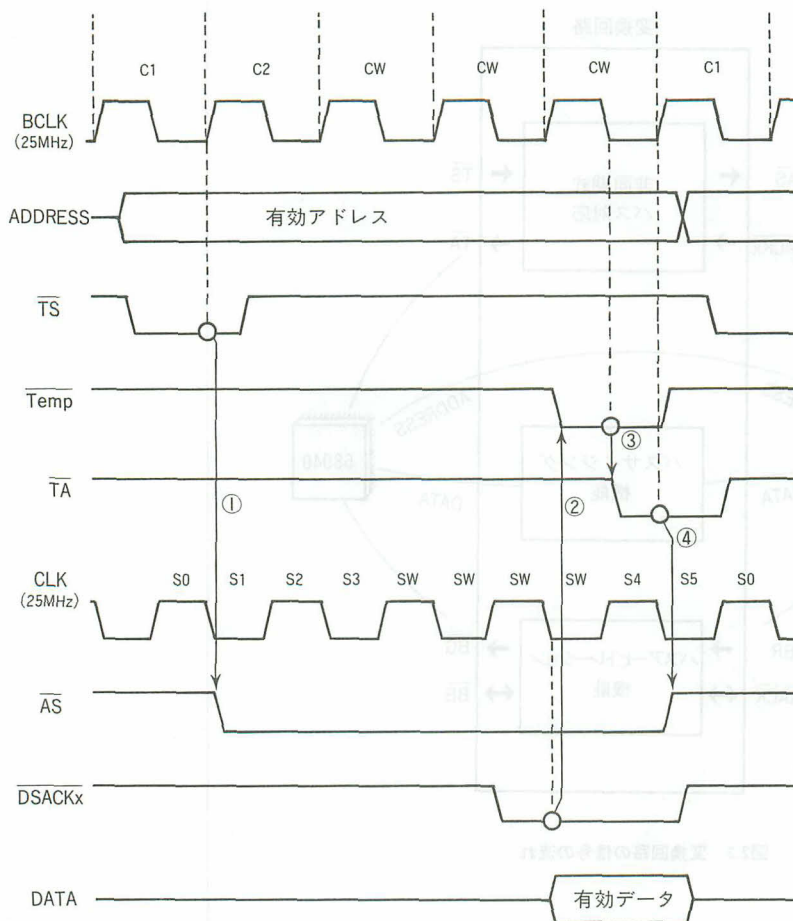 C1 C2 CW CW CW C1
BCLK
(25MHz)
ADDRESS
有効アドレス
TS
Temp
③
TA
① ② ④
CLK
(25MHz)
S0 S1 S2 S3 SW SW SW SW S4 S5 S0
AS
DSACKx
DATA
有効データ